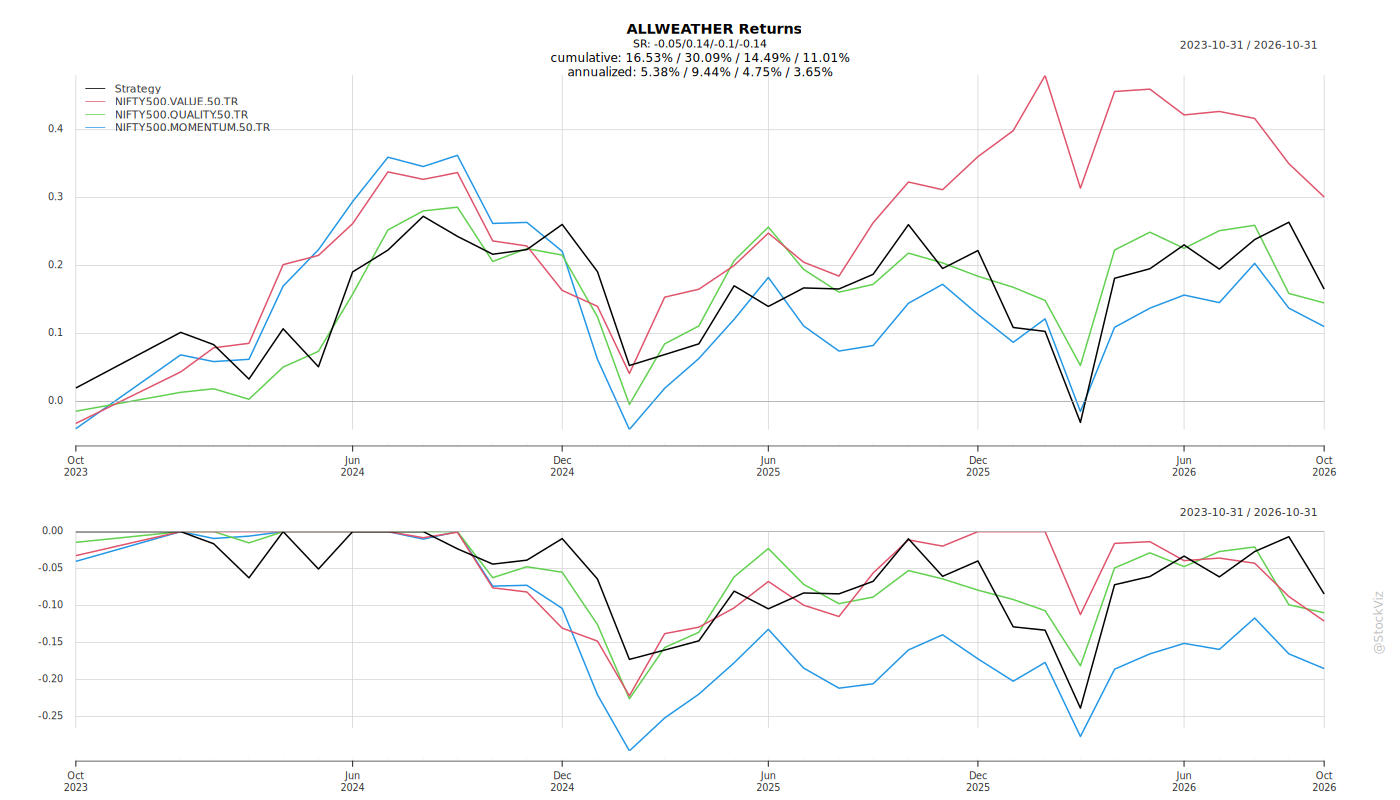 ALLWEATHER Returns
SR: -0.05/0.14/-0.1/-0.14
cumulative: 16.53% / 30.09% / 14.49% / 11.01%
annualized: 5.38% / 9.44% / 4.75% / 3.65%
2023-10-31 / 2026-10-31
Strategy
NIFTY500.VALUE.50.TR
NIFTY500.QUALITY.50.TR
NIFTY500.MOMENTUM.50.TR
0.4
0.3
0.2
0.1
0.0
Oct 2023
Jun 2024
Dec 2024
Jun 2025
Dec 2025
Jun 2026
Oct 2026
2023-10-31 / 2026-10-31
0.00
-0.05
-0.10
-0.15
-0.20
-0.25
Oct 2023
Jun 2024
Dec 2024
Jun 2025
Dec 2025
Jun 2026
Oct 2026
@StockViz